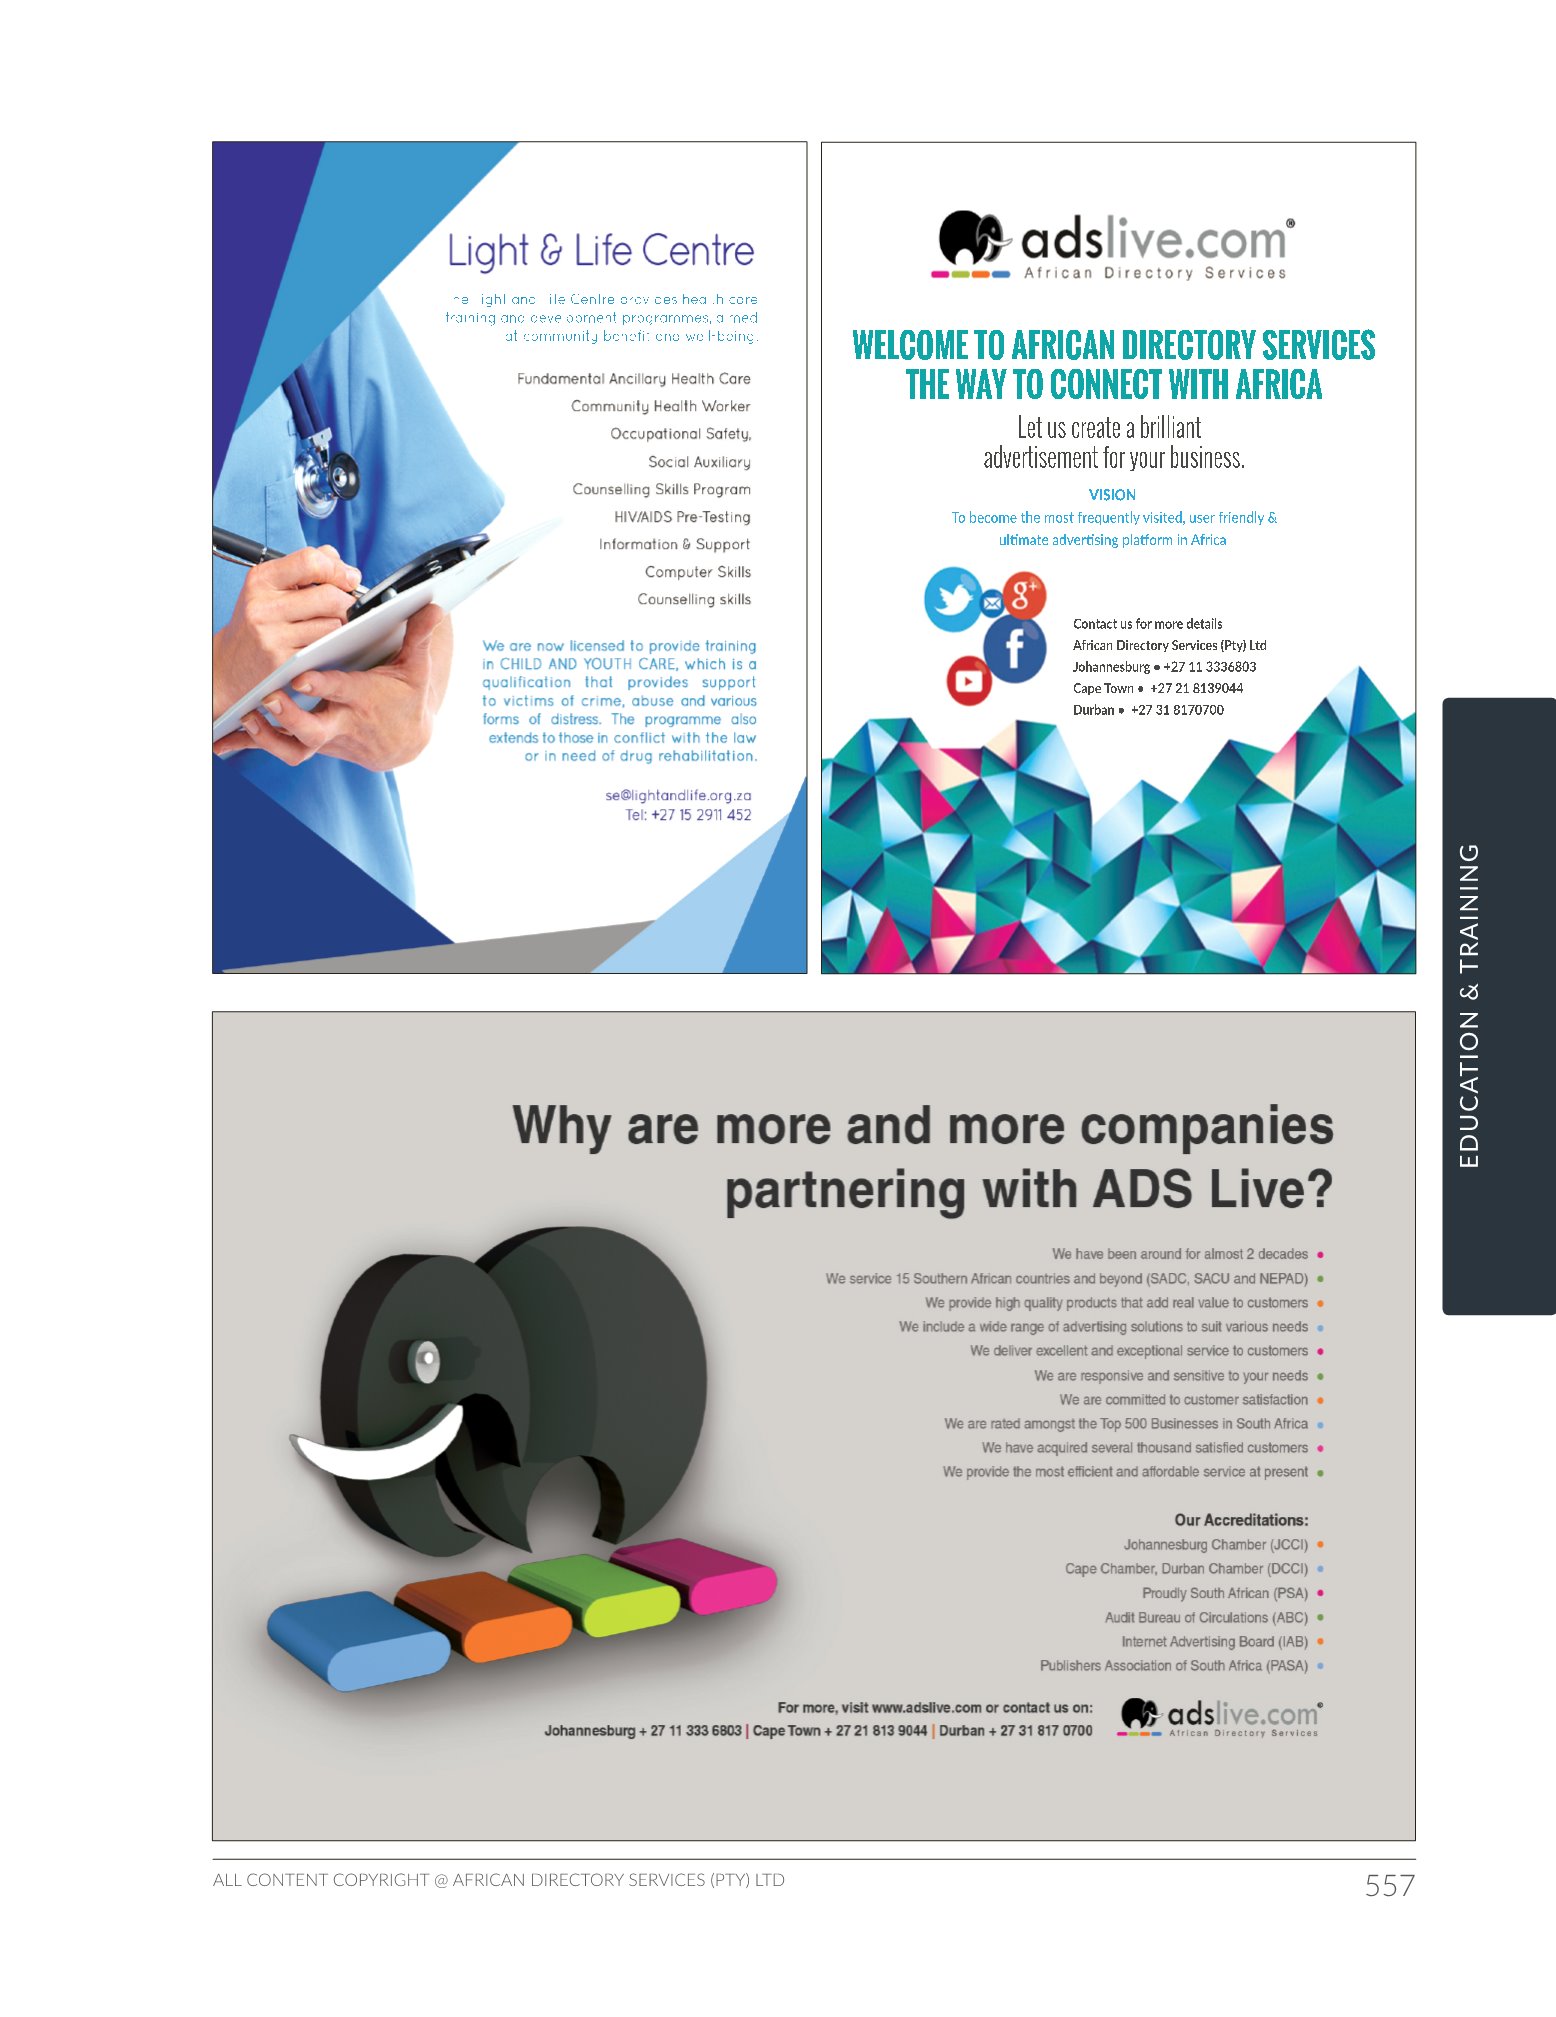 Light & Life Centre
The Light and Life Centre provides health care
training and development programmes, aimed
at community benefit and well-being.
Fundamental Ancillary Health Care
Community Health Worker
Occupational Safety,
Social Auxiliary
Counselling Skills Program
HIV/AIDS Pre-Testing
Information & Support
Computer Skills
Counselling skills
We are now licensed to provide training
in CHILD AND YOUTH CARE, which is a
qualification that provides support
to victims of crime, abuse and various
forms of distress. The programme also
extends to those in conflict with the law
or in need of drug rehabilitation.
se@lightandlife.org.za
Tel: +27 15 2911 452
adslive.com®
African Directory Services
WELCOME TO AFRICAN DIRECTORY SERVICES
THE WAY TO CONNECT WITH AFRICA
Let us create a brilliant
advertisement for your business.
VISION
To become the most frequently visited, user friendly &
ultimate advertising platform in Africa
g+
f
Contact us for more details
African Directory Services (Pty) Ltd
Johannesburg • +27 11 3336803
Cape Town • +27 21 8139044
Durban • +27 31 8170700
EDUCATION & TRAINING
Why are more and more companies
partnering with ADS Live?
We have been around for almost 2 decades •
We service 15 Southern African countries and beyond (SADC, SACU and NEPAD) •
We provide high quality products that add real value to customers •
We include a wide range of advertising solutions to suit various needs •
We deliver excellent and exceptional service to customers •
We are responsive and sensitive to your needs •
We are committed to customer satisfaction •
We are rated amongst the Top 500 Businesses in South Africa •
We have acquired several thousand satisfied customers •
We provide the most efficient and affordable service at present •
Our Accreditations:
Johannesburg Chamber (JCCI) •
Cape Chamber, Durban Chamber (DCCI) •
Proudly South African (PSA) •
Audit Bureau of Circulations (ABC) •
Internet Advertising Board (IAB) •
Publishers Association of South Africa (PASA) •
For more, visit www.adslive.com or contact us on:
Johannesburg + 27 11 333 6803 | Cape Town + 27 21 813 9044 | Durban + 27 31 817 0700
adslive.com®
African Directory Services
ALL CONTENT COPYRIGHT @ AFRICAN DIRECTORY SERVICES (PTY) LTD
557